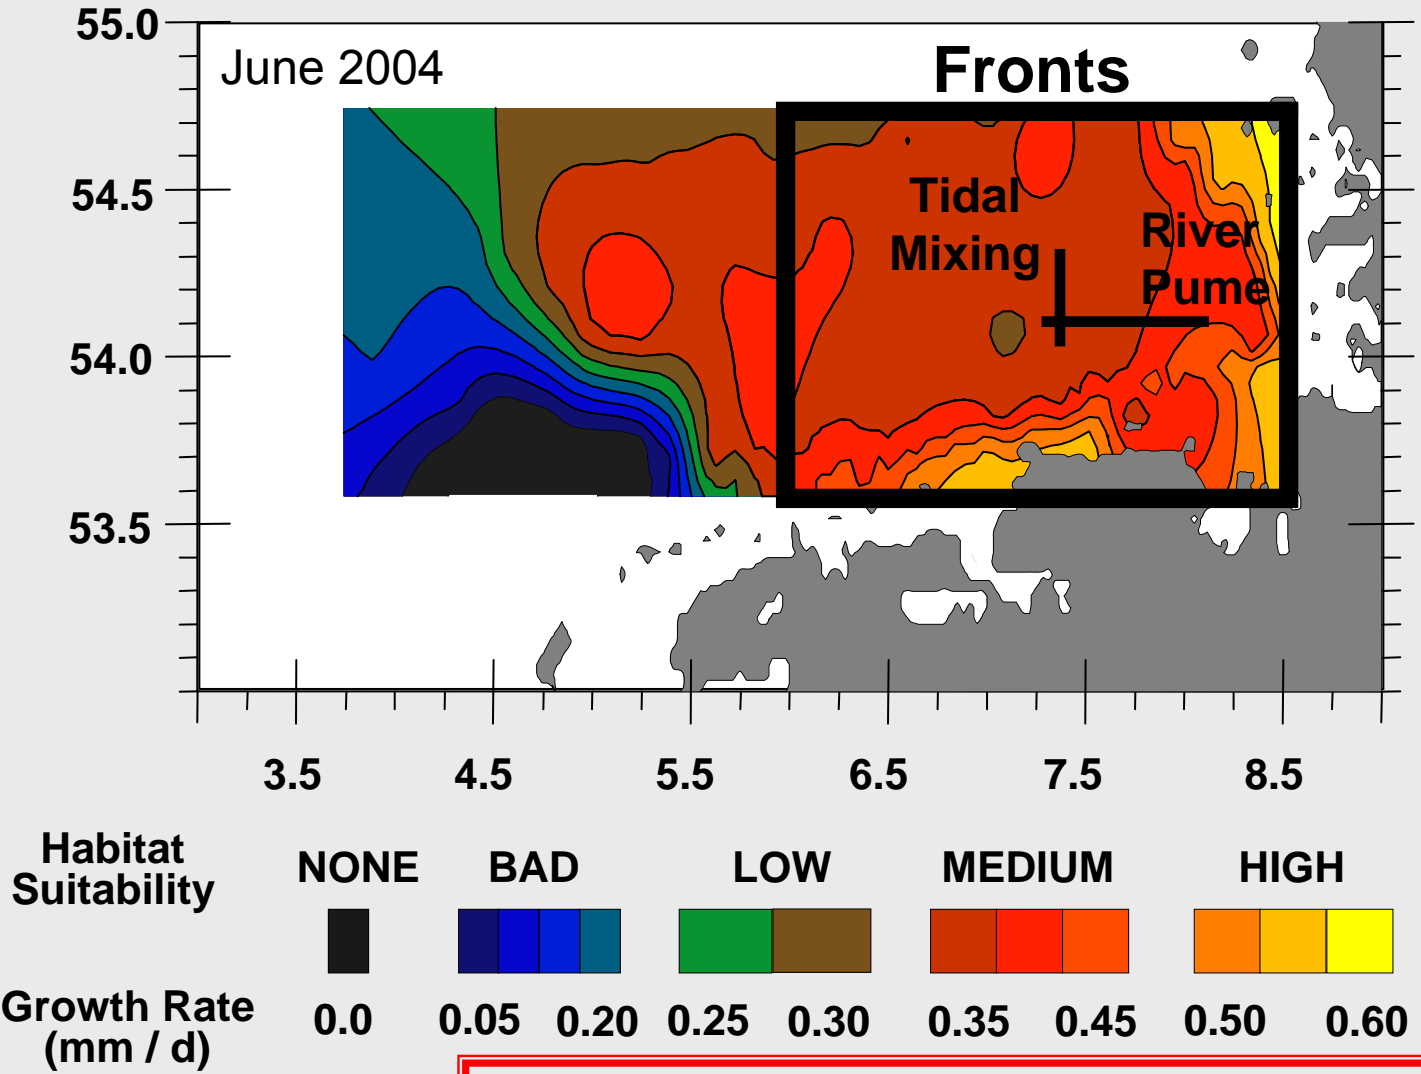 55.0
June 2004
Fronts
54.5
Tidal
Mixing
River
Pume
54.0
53.5
3.5 4.5 5.5 6.5 7.5 8.5
Habitat
Suitability
NONE BAD LOW MEDIUM HIGH
Growth Rate
(mm / d)
0.0 0.05 0.20 0.25 0.30 0.35 0.45 0.50 0.60